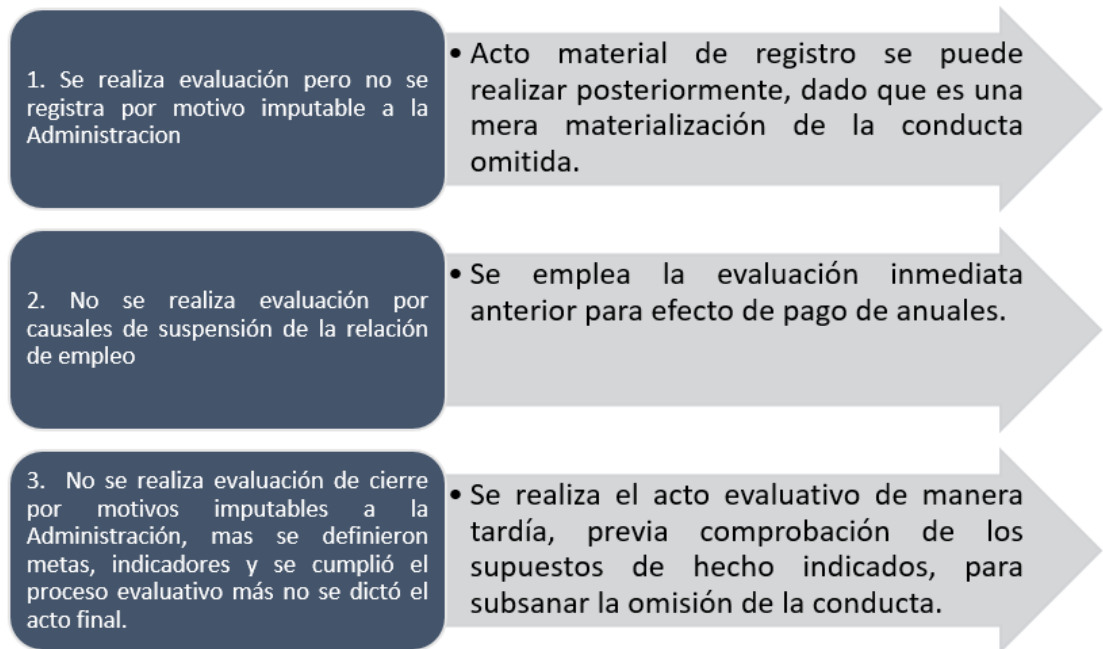 1. Se realiza evaluación pero no se
registra por motivo imputable a la
Administracion
• Acto material de registro se puede
realizar posteriormente, dado que es una
mera materialización de la conducta
omitida.
2. No se realiza evaluación por
causales de suspensión de la relación
de empleo
• Se emplea la evaluación inmediata
anterior para efecto de pago de anuales.
3. No se realiza evaluación de cierre
por motivos imputables a la
Administración, mas se definieron
metas, indicadores y se cumplió el
proceso evaluativo más no se dictó el
acto final.
• Se realiza el acto evaluativo de manera
tardía, previa comprobación de los
supuestos de hecho indicados, para
subsanar la omisión de la conducta.